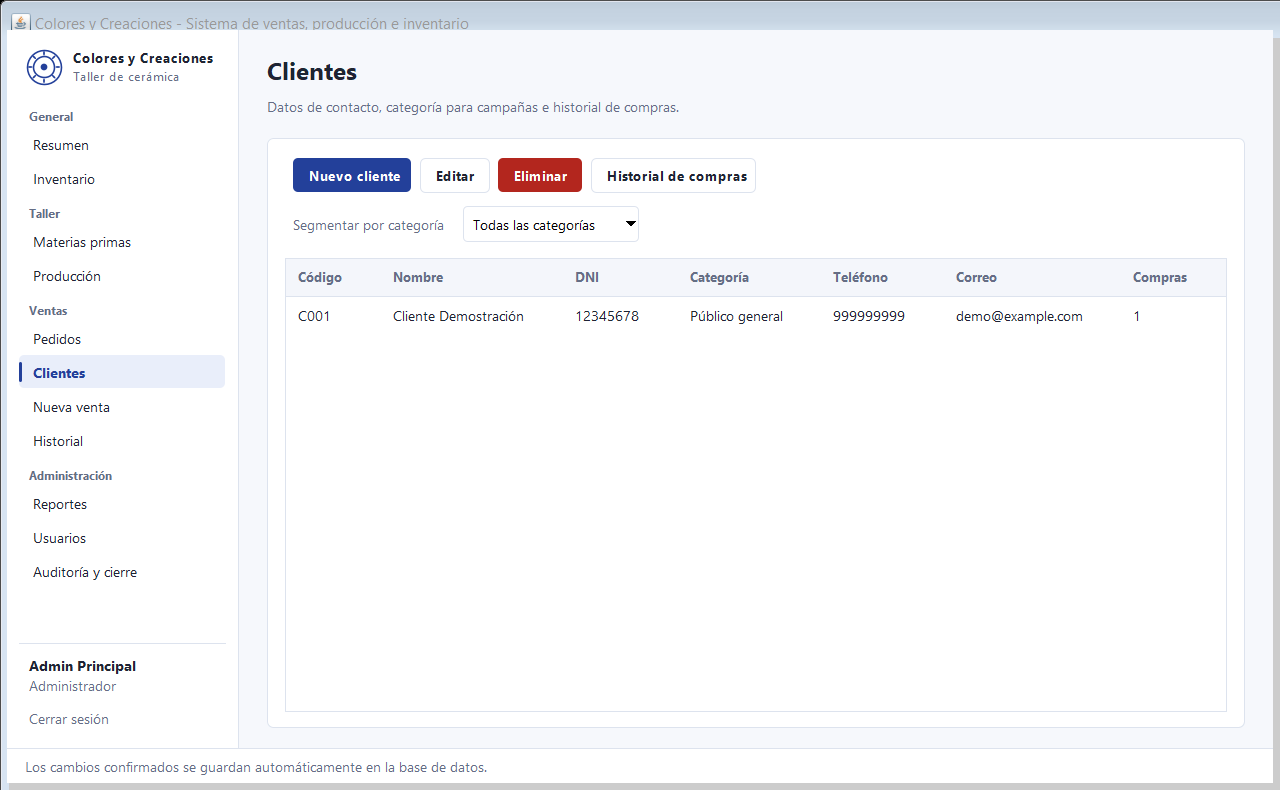 Colores y Creaciones - Sistema de ventas, producción e inventario
Colores y Creaciones
Taller de cerámica
General
Resumen
Inventario
Taller
Materias primas
Producción
Ventas
Pedidos
Clientes
Nueva venta
Historial
Administración
Reportes
Usuarios
Auditoría y cierre
Admin Principal
Administrador
Cerrar sesión
Clientes
Datos de contacto, categoría para campañas e historial de compras.
Nuevo cliente Editar Eliminar Historial de compras
Segmentar por categoría Todas las categorías
Código Nombre DNI Categoría Teléfono Correo Compras
C001 Cliente Demostración 12345678 Público general 999999999 demo@example.com 1
Los cambios confirmados se guardan automáticamente en la base de datos.